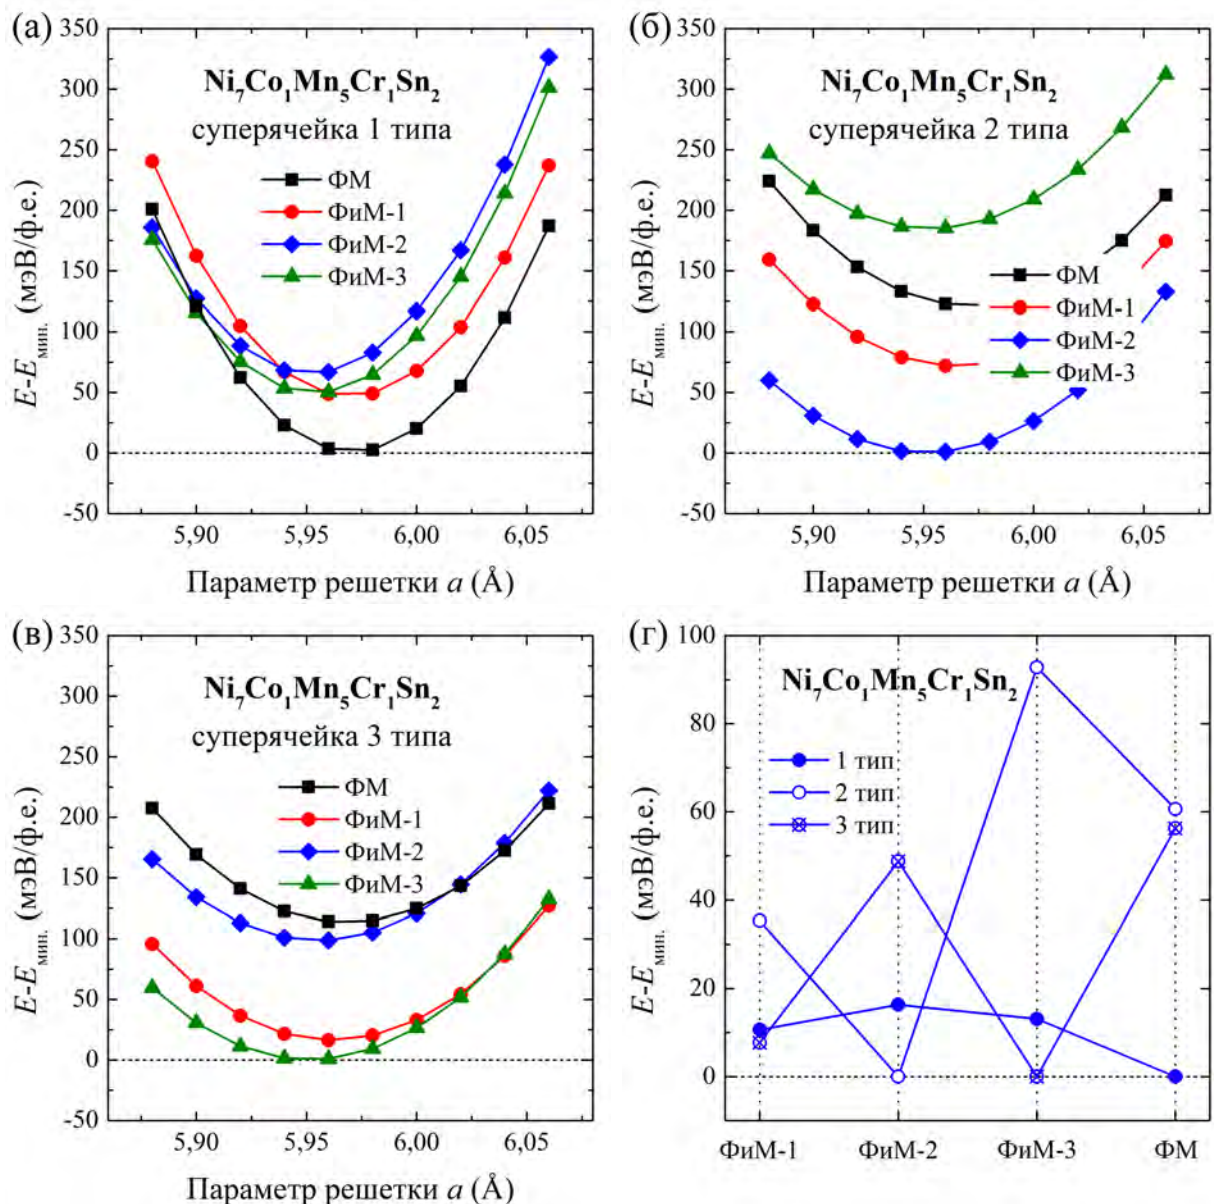 (а)
Ni₇Co₁Mn₅Cr₁Sn₂
суперячейка 1 типа
ФМ
ФиМ-1
ФиМ-2
ФиМ-3
E-Eмин. (мэВ/ф.е.)
350
300
250
200
150
100
50
0
-50
5,90 5,95 6,00 6,05
Параметр решетки a (Å)
(б)
Ni₇Co₁Mn₅Cr₁Sn₂
суперячейка 2 типа
ФМ
ФиМ-1
ФиМ-2
ФиМ-3
E-Eмин. (мэВ/ф.е.)
350
300
250
200
150
100
50
0
-50
5,90 5,95 6,00 6,05
Параметр решетки a (Å)
(в)
Ni₇Co₁Mn₅Cr₁Sn₂
суперячейка 3 типа
ФМ
ФиМ-1
ФиМ-2
ФиМ-3
E-Eмин. (мэВ/ф.е.)
350
300
250
200
150
100
50
0
-50
5,90 5,95 6,00 6,05
Параметр решетки a (Å)
(г)
Ni₇Co₁Mn₅Cr₁Sn₂
1 тип
2 тип
3 тип
E-Eмин. (мэВ/ф.е.)
100
80
60
40
20
0
ФиМ-1 ФиМ-2 ФиМ-3 ФМ